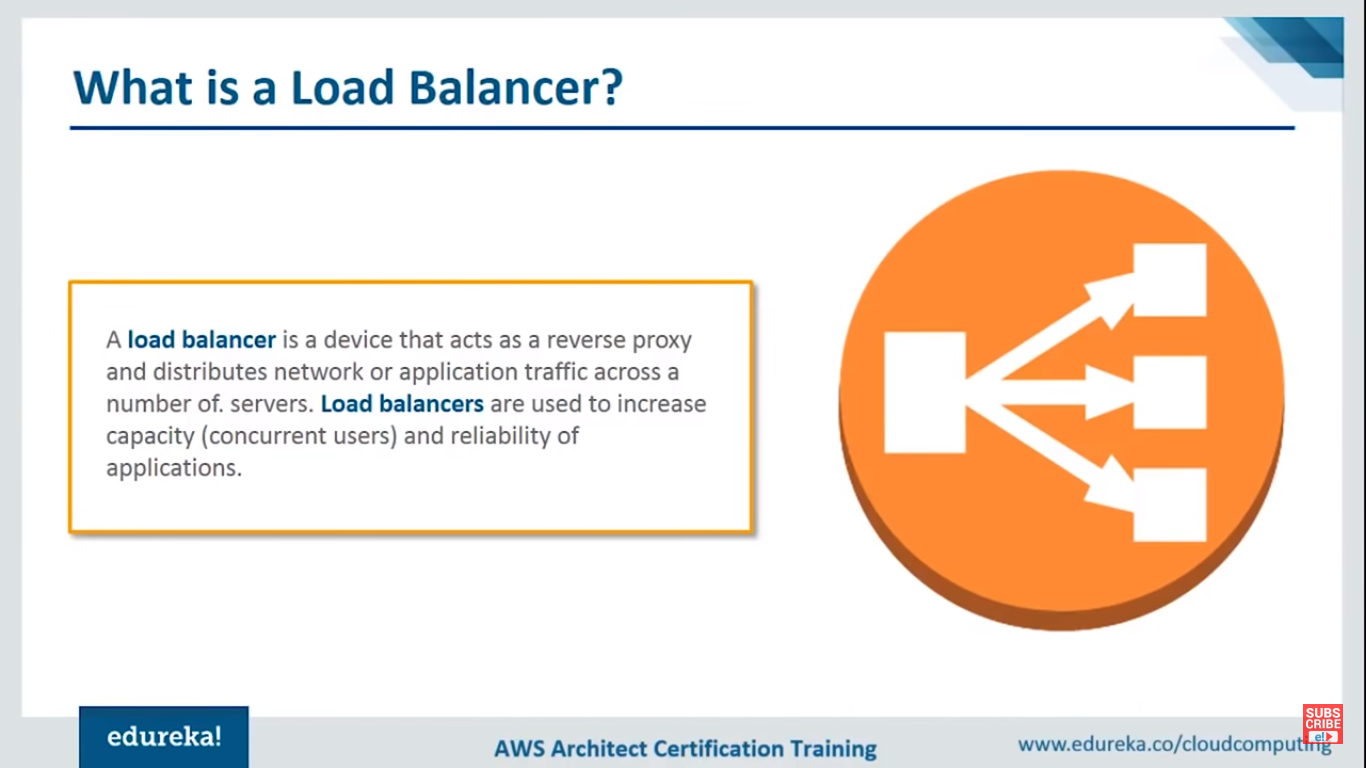 What is a Load Balancer?
A load balancer is a device that acts as a reverse proxy
and distributes network or application traffic across a
number of. servers. Load balancers are used to increase
capacity (concurrent users) and reliability of
applications.
edureka!
AWS Architect Certification Training
www.edureka.co/cloudcomputing
SUBS
CRIBE
e!